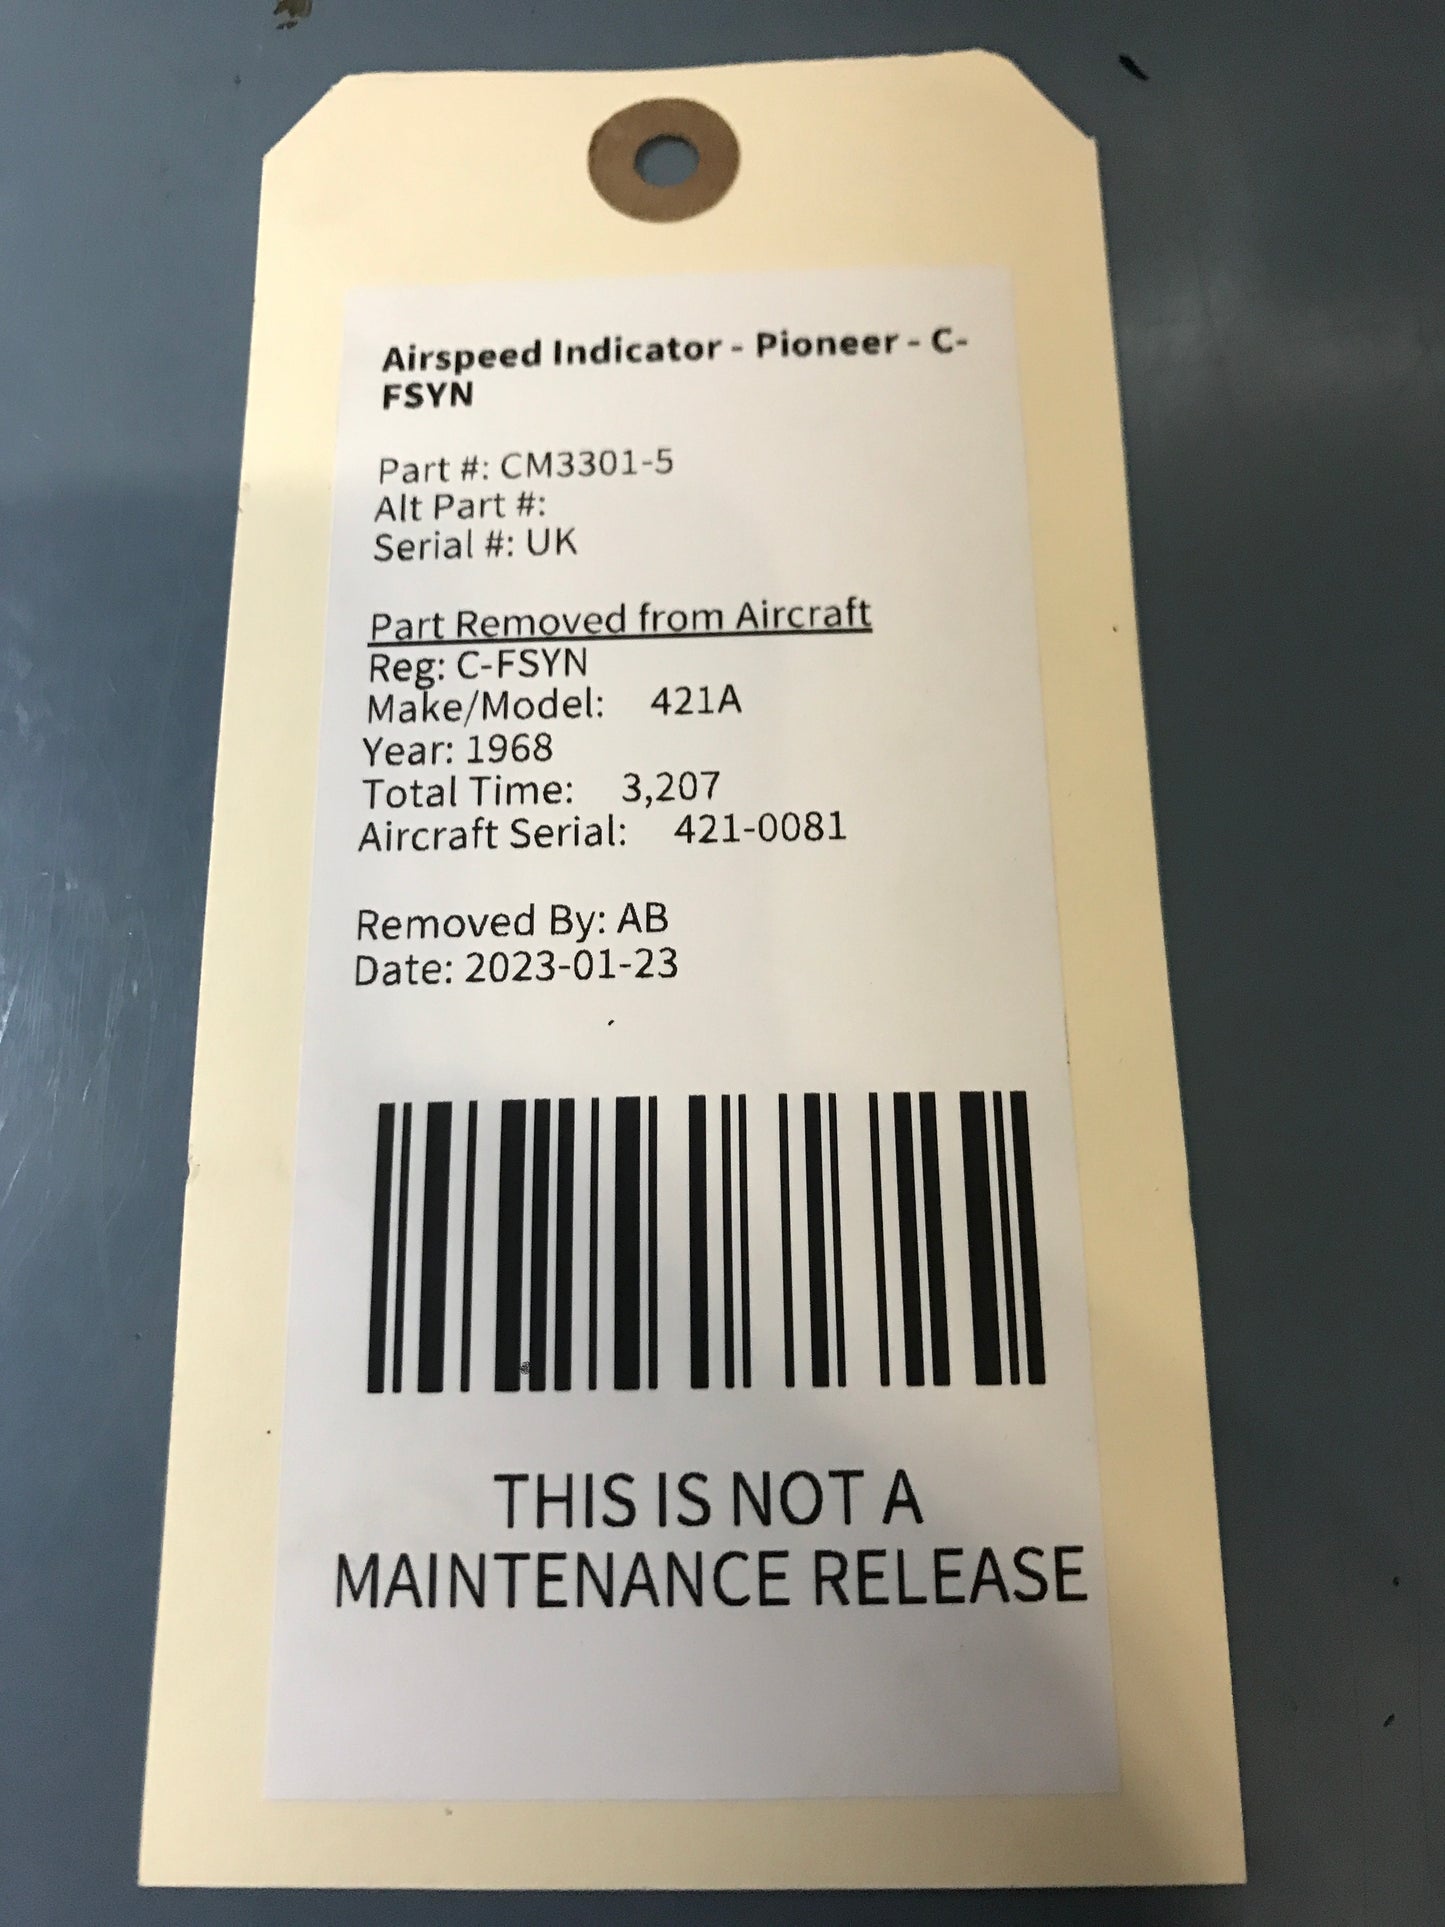 Airspeed Indicator - Pioneer - C-
FSYN
Part #: CM3301-5
Alt Part #:
Serial #: UK
Part Removed from Aircraft
Reg: C-FSYN
Make/Model: 421A
Year: 1968
Total Time: 3,207
Aircraft Serial: 421-0081
Removed By: AB
Date: 2023-01-23
THIS IS NOT A
MAINTENANCE RELEASE